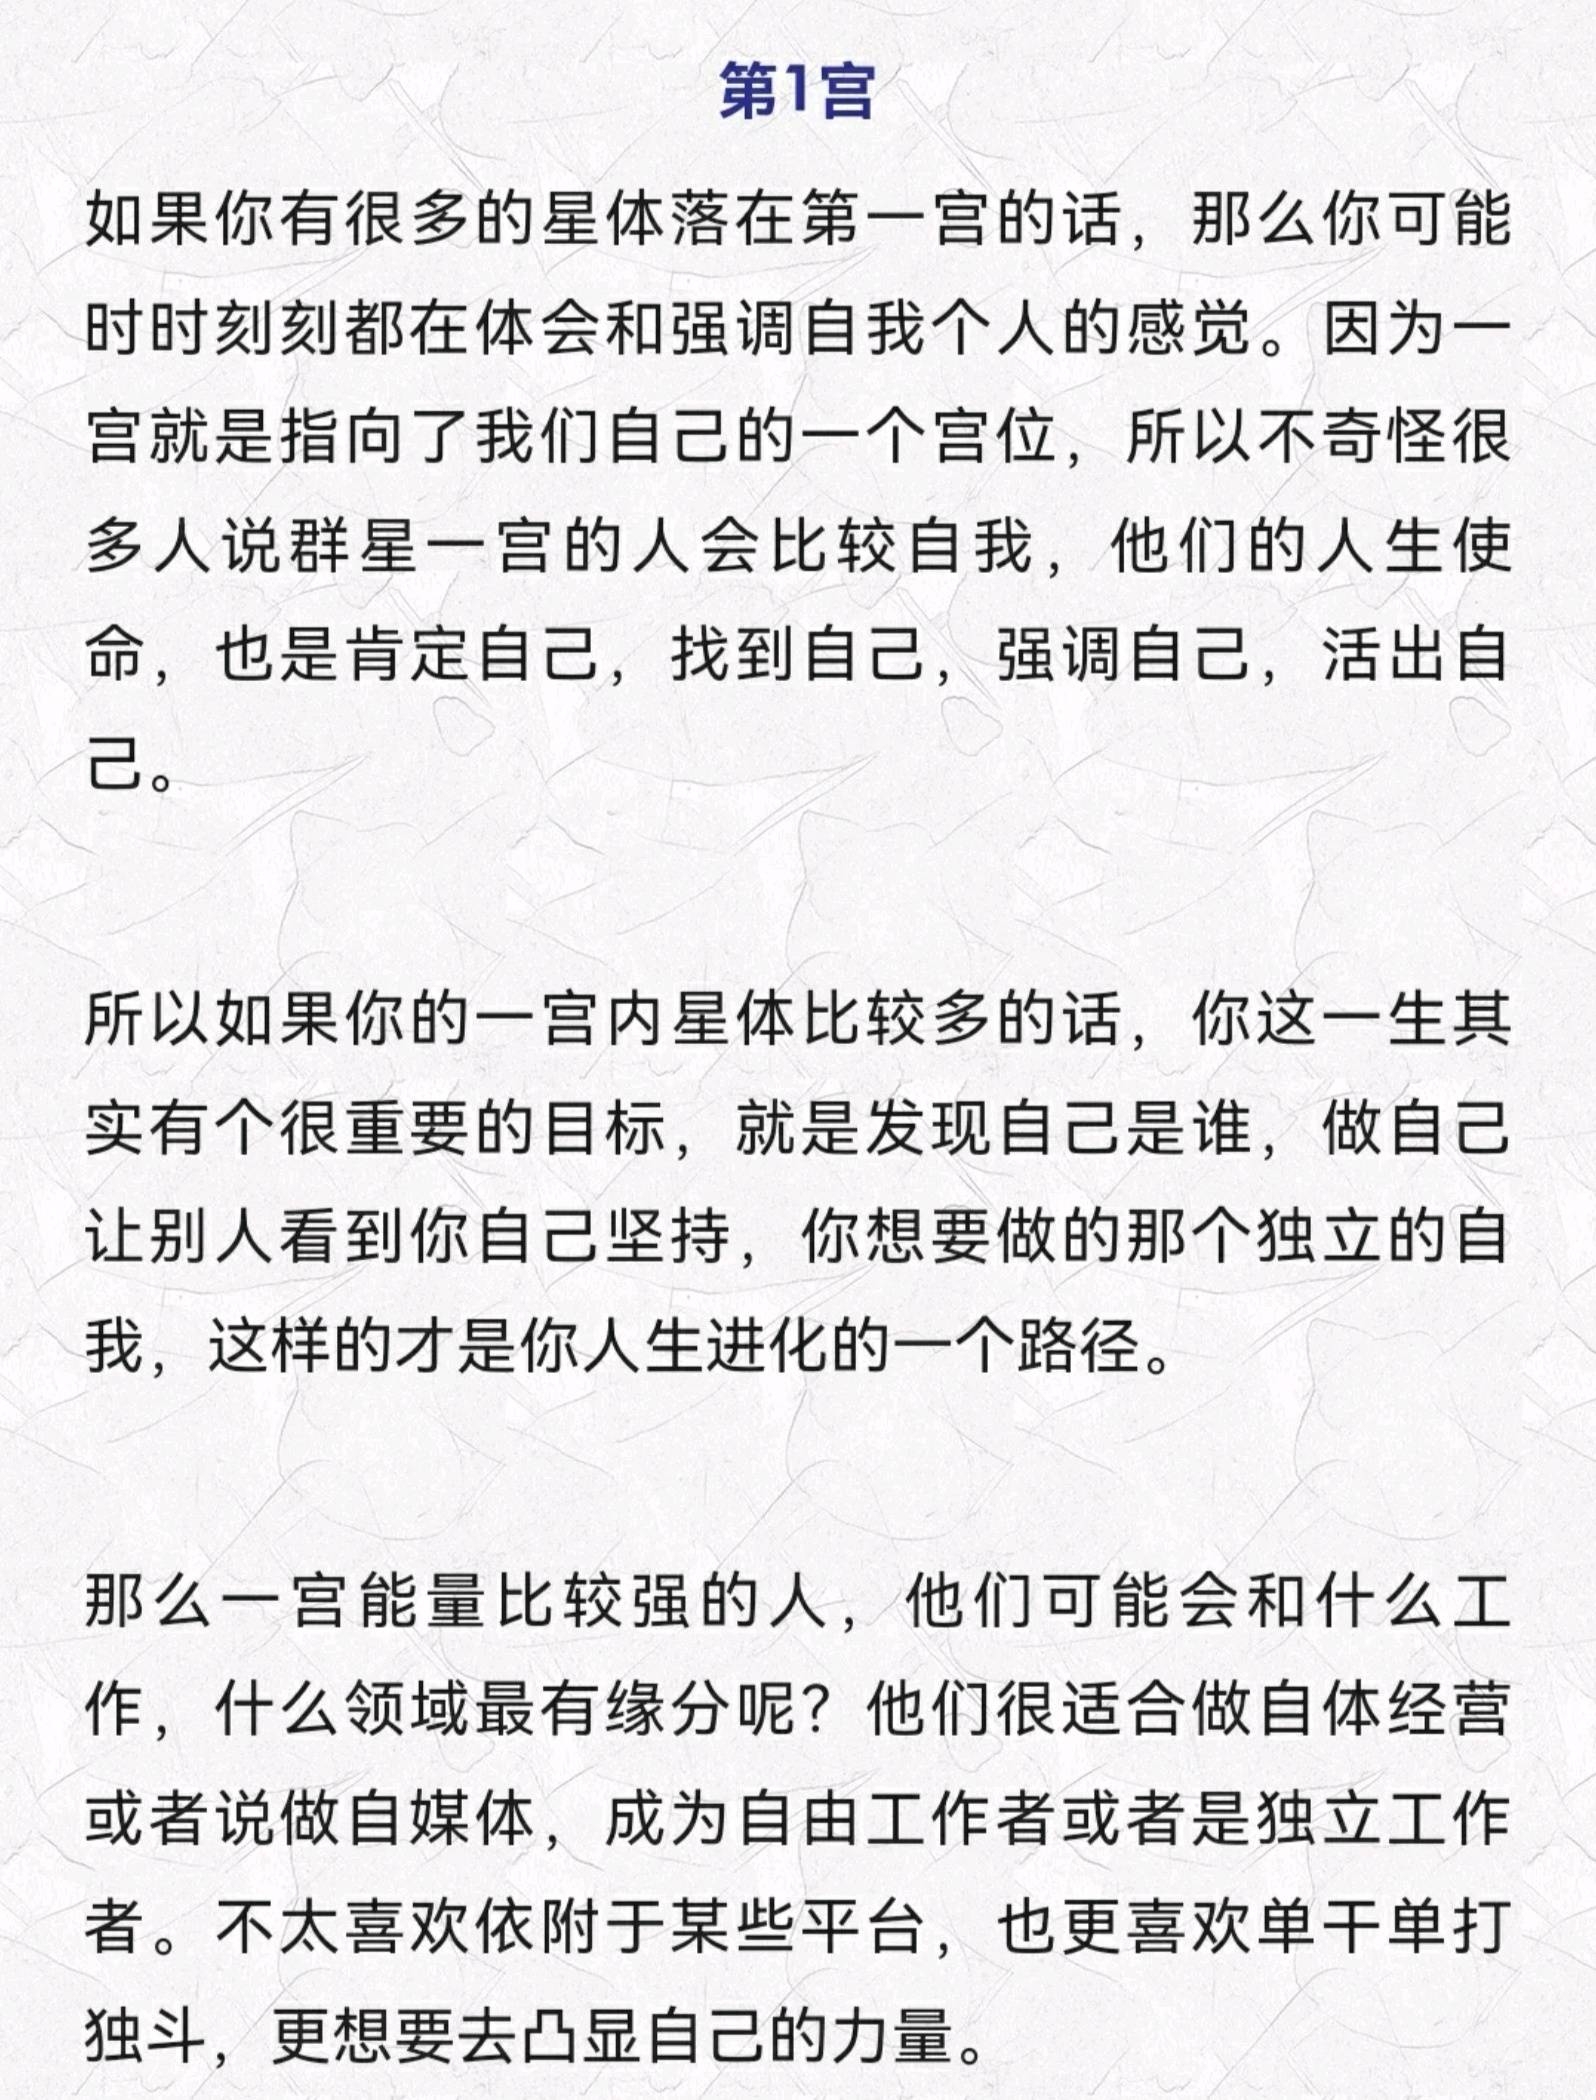 第1宫
如果你有很多的星体落在第一宫的话，那么你可能
时时刻刻都在体会和强调自我个人的感觉。因为一
宫就是指向了我们自己的一个宫位，所以不奇怪很
多人说群星一宫的人会比较自我，他们的人生使
命，也是肯定自己，找到自己，强调自己，活出自
己。
所以如果你的一宫内星体比较多的话，你这一生其
实有个很重要的目标，就是发现自己是谁，做自己
让别人看到你自己坚持，你想要做的那个独立的自
我，这样的才是你人生进化的一个路径。
那么一宫能量比较强的人，他们可能会和什么工
作，什么领域最有缘分呢？他们很适合做自体经营
或者说做自媒体，成为自由工作者或者是独立工作
者。不太喜欢依附于某些平台，也更喜欢单干单打
独斗，更想要去凸显自己的力量。